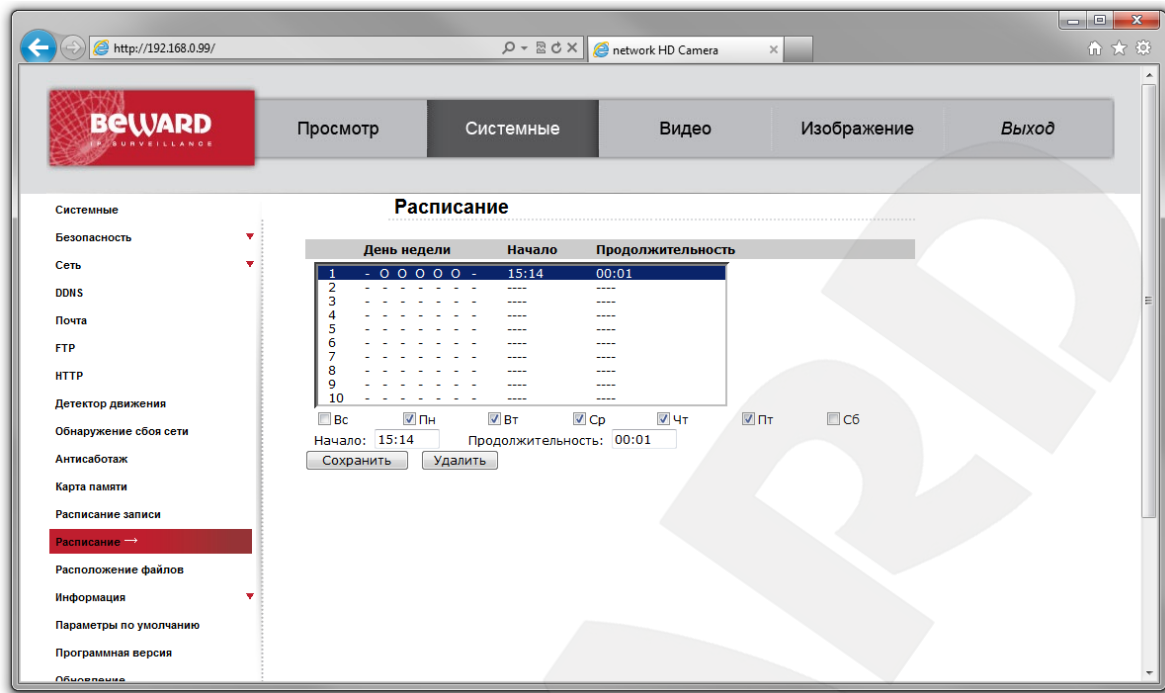 http://192.168.0.99/
network HD Camera
BEWARD
IP SURVEILLANCE
Просмотр
Системные
Видео
Изображение
Выход
Системные
Безопасность
Сеть
DDNS
Почта
FTP
HTTP
Детектор движения
Обнаружение сбоя сети
Антисаботаж
Карта памяти
Расписание записи
Расписание →
Расположение файлов
Информация
Параметры по умолчанию
Программная версия
Обновление
Расписание
День недели Начало Продолжительность
1 - O O O O O - 15:14 00:01
2 - - - - - - - ---- ----
3 - - - - - - - ---- ----
4 - - - - - - - ---- ----
5 - - - - - - - ---- ----
6 - - - - - - - ---- ----
7 - - - - - - - ---- ----
8 - - - - - - - ---- ----
9 - - - - - - - ---- ----
10 - - - - - - - ---- ----
Вс Пн Вт Ср Чт Пт Сб
Начало: 15:14 Продолжительность: 00:01
Сохранить Удалить
ARD